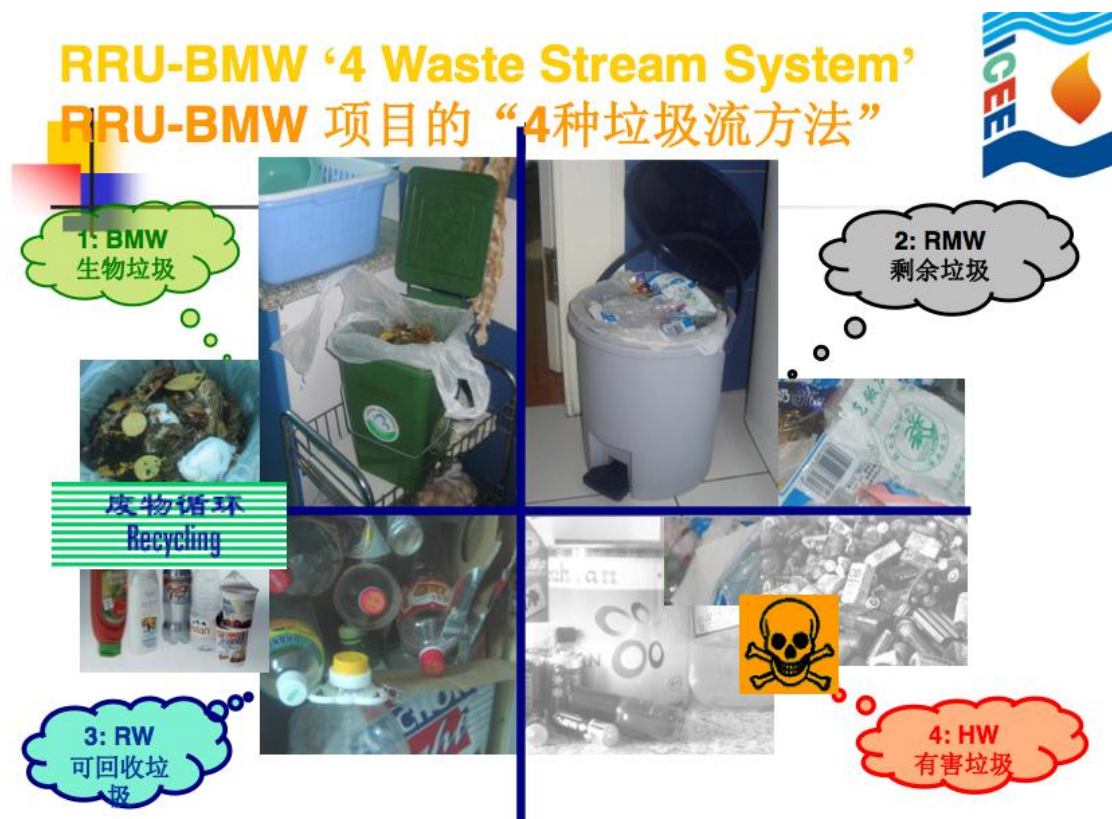 RRU-BMW ‘4 Waste Stream System’
RRU-BMW 项目的“4种垃圾流方法”
ICEE
1: BMW
生物垃圾
2: RMW
剩余垃圾
废物循环
Recycling
3: RW
可回收垃
圾
4: HW
有害垃圾